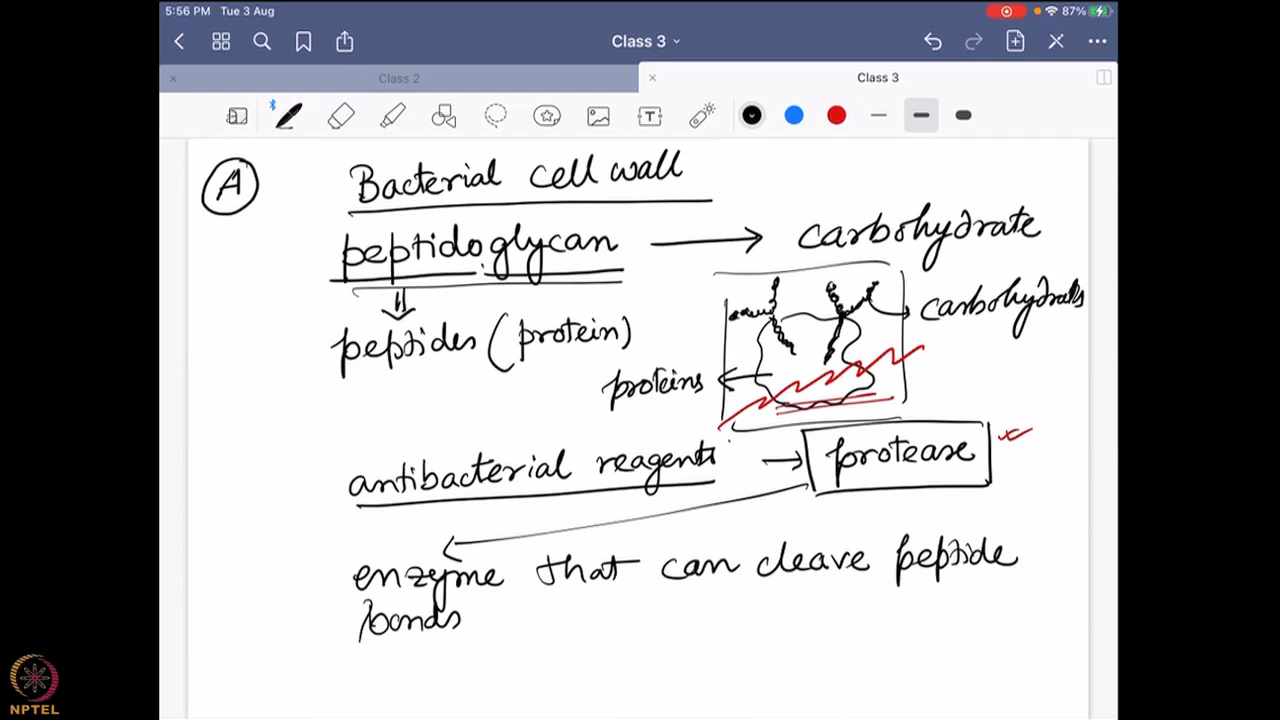 5:56 PM Tue 3 Aug
87%
Class 3
Class 2
Class 3
T
A
Bacterial cell wall
peptidoglycan → carbohydrate
carbohydrates
peptides (protein)
proteins
antibacterial reagents → protease
enzyme that can cleave peptide
bonds
NPTEL